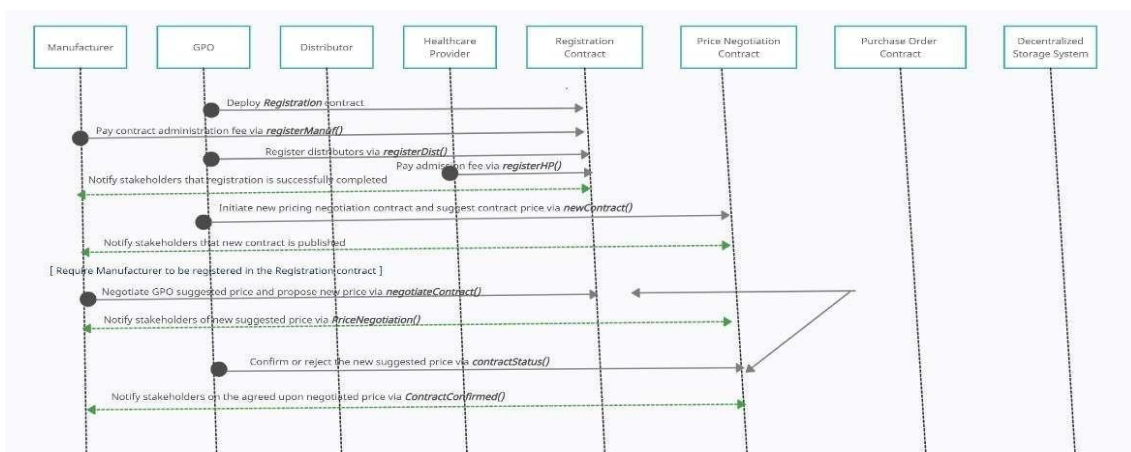 Manufacturer
GPO
Distributor
Healthcare
Provider
Registration
Contract
Price Negotiation
Contract
Purchase Order
Contract
Decentralized
Storage System
Deploy Registration contract
Pay contract administration fee via registerManuf()
Register distributors via registerDist()
Pay admission fee via registerHP()
Notify stakeholders that registration is successfully completed
Initiate new pricing negotiation contract and suggest contract price via newContract()
Notify stakeholders that new contract is published
[ Require Manufacturer to be registered in the Registration contract ]
Negotiate GPO suggested price and propose new price via negotiateContract()
Notify stakeholders of new suggested price via PriceNegotiation()
Confirm or reject the new suggested price via contractStatus()
Notify stakeholders on the agreed upon negotiated price via ContractConfirmed()